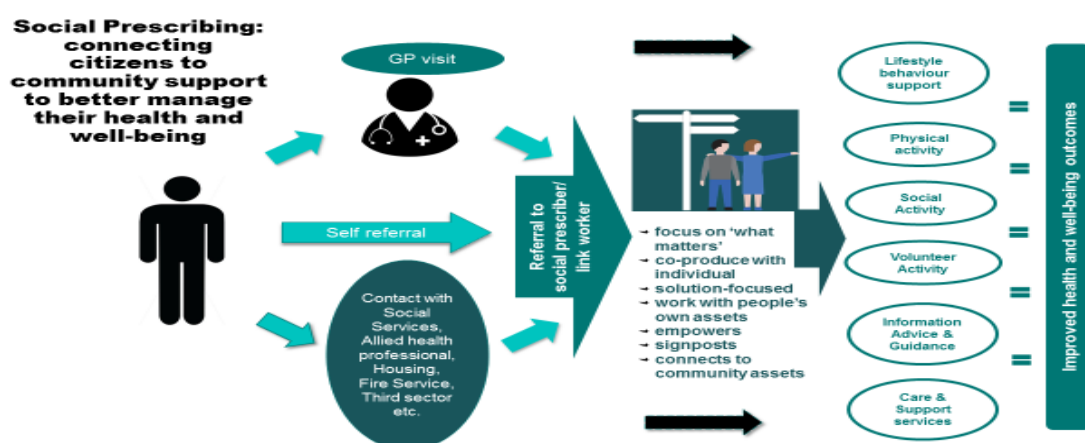 Social Prescribing:
connecting
citizens to
community support
to better manage
their health and
well-being
GP visit
Self referral
Contact with
Social
Services,
Allied health
professional,
Housing,
Fire Service,
Third sector
etc.
Referral to
social prescriber/
link worker
→ focus on ‘what
matters’
→ co-produce with
individual
→ solution-focused
→ work with people’s
own assets
→ empowers
→ signposts
→ connects to
community assets
Lifestyle
behaviour
support
=
Physical
activity
=
Social
Activity
=
Volunteer
Activity
=
Information
Advice &
Guidance
=
Care &
Support
services
Improved health and well-being outcomes